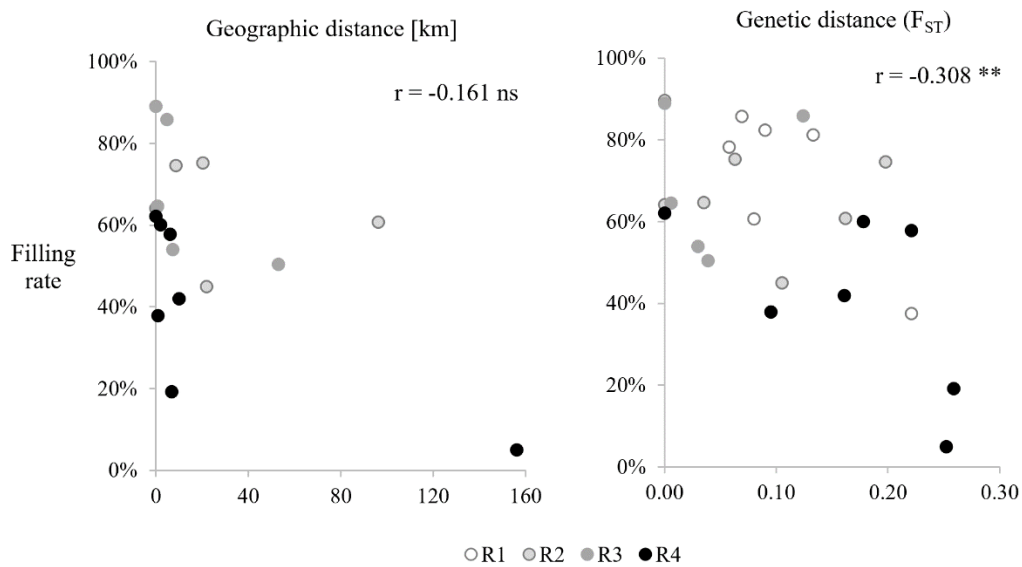 Geographic distance [km]
r = -0.161 ns
100%
80%
60%
40%
20%
0%
Filling
rate
0 40 80 120 160
Genetic distance (FST)
r = -0.308 **
100%
80%
60%
40%
20%
0%
0.00 0.10 0.20 0.30
R1 R2 R3 R4